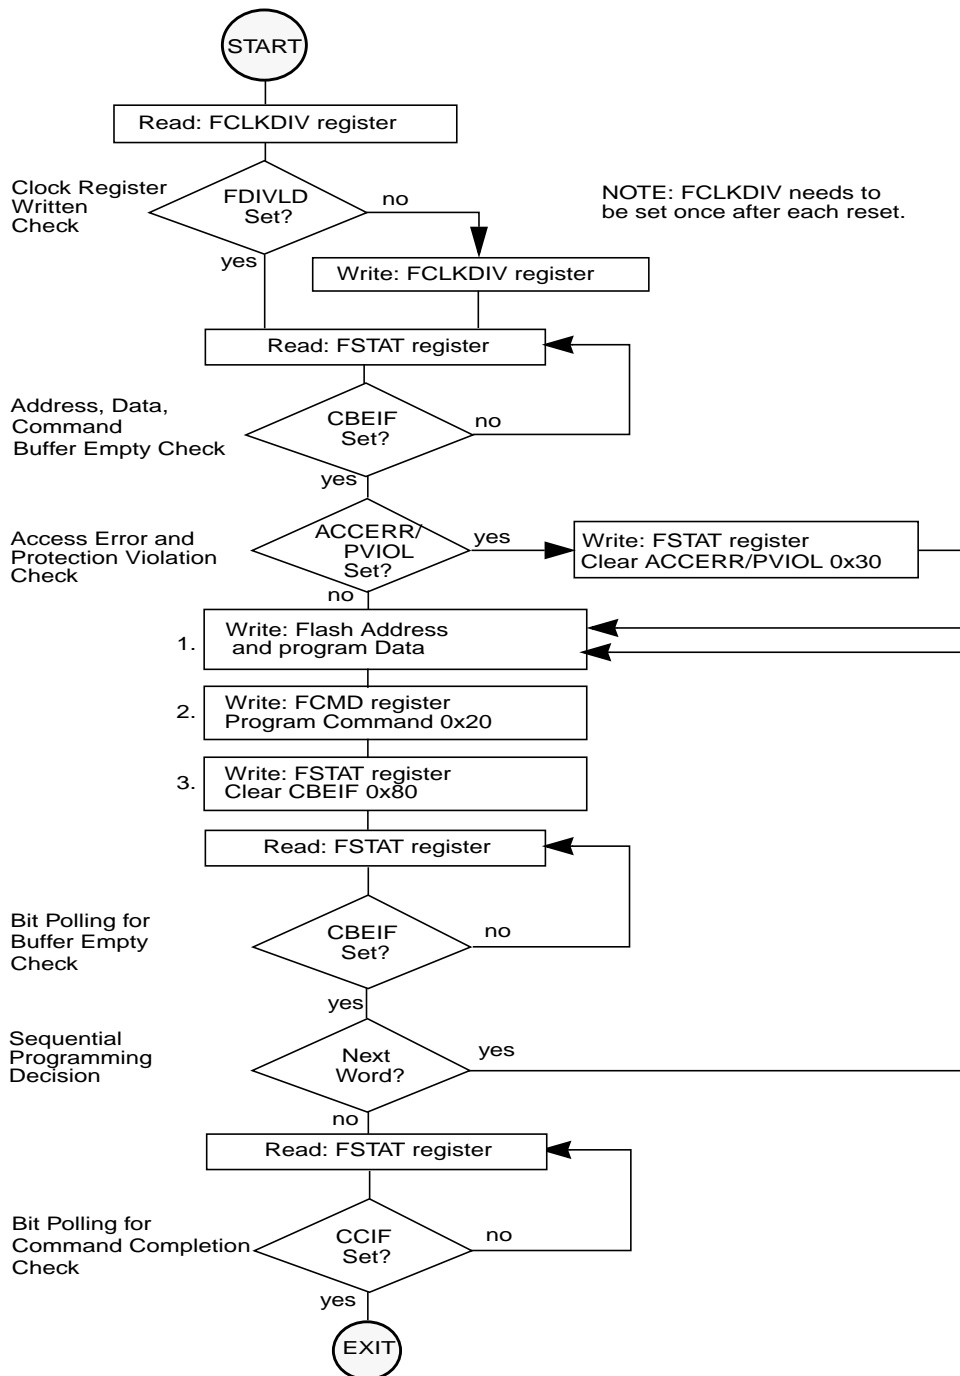 START
Read: FCLKDIV register
Clock Register
Written
Check
FDIVLD
Set?
no
NOTE: FCLKDIV needs to
be set once after each reset.
yes
Write: FCLKDIV register
Read: FSTAT register
Address, Data,
Command
Buffer Empty Check
CBEIF
Set?
no
yes
Access Error and
Protection Violation
Check
ACCERR/
PVIOL
Set?
yes
Write: FSTAT register
Clear ACCERR/PVIOL 0x30
no
1.
Write: Flash Address
and program Data
2.
Write: FCMD register
Program Command 0x20
3.
Write: FSTAT register
Clear CBEIF 0x80
Read: FSTAT register
Bit Polling for
Buffer Empty
Check
CBEIF
Set?
no
yes
Sequential
Programming
Decision
Next
Word?
yes
no
Read: FSTAT register
Bit Polling for
Command Completion
Check
CCIF
Set?
no
yes
EXIT